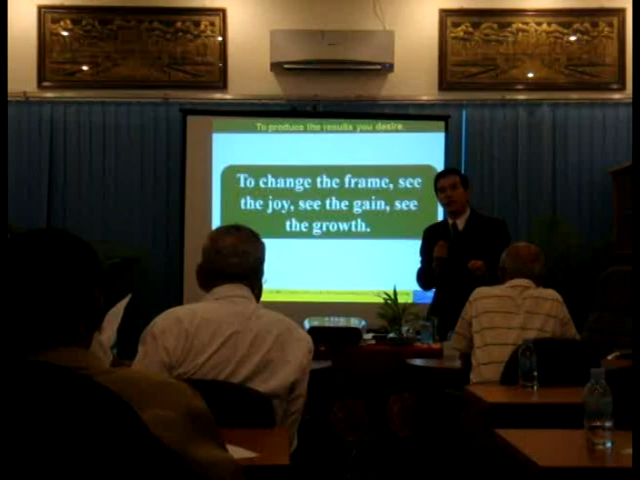 To produce the results you desire.
To change the frame, see
the joy, see the gain, see
the growth.